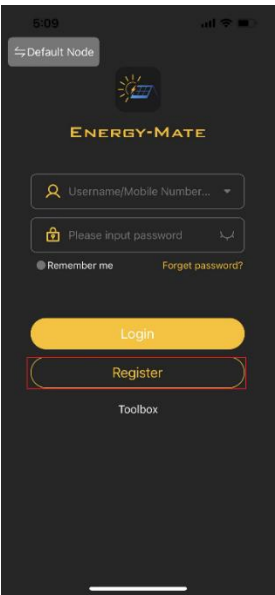 5:09
Default Node
ENERGY-MATE
Username/Mobile Number...
Please input password
Remember me Forget password?
Login
Register
Toolbox